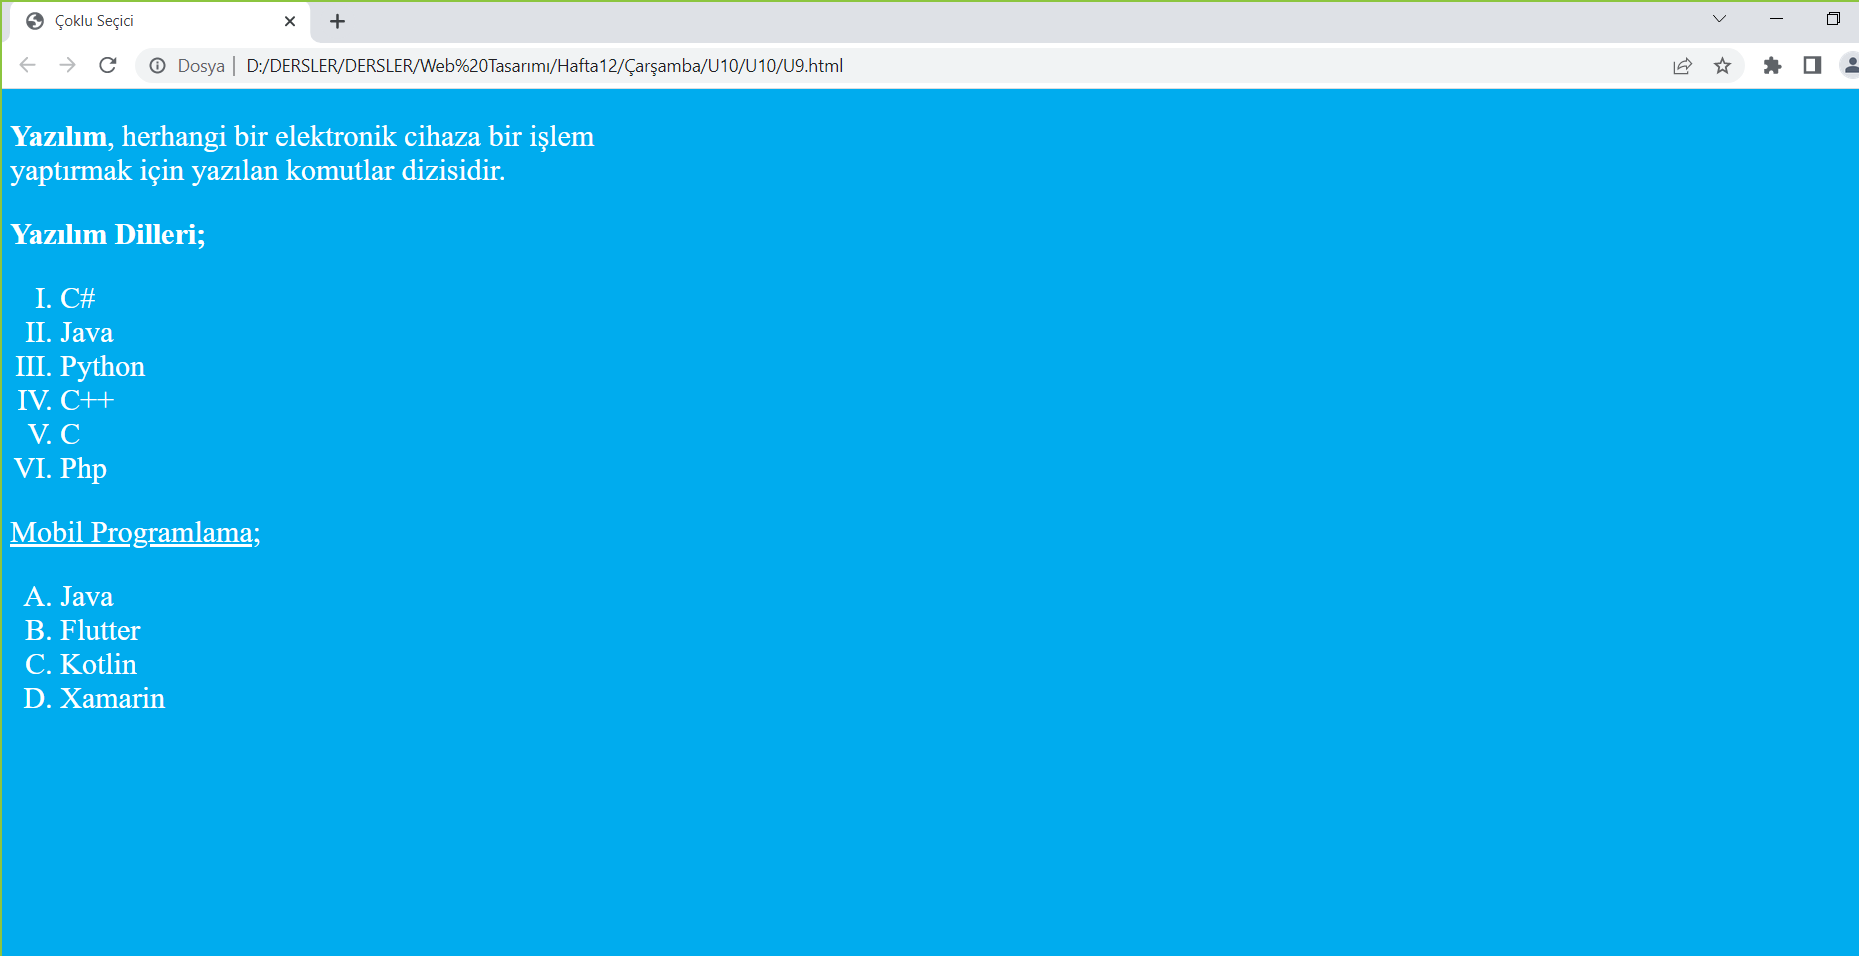 Çoklu Seçici
Dosya | D:/DERSLER/DERSLER/Web%20Tasarımı/Hafta12/Çarşamba/U10/U10/U9.html
Yazılım, herhangi bir elektronik cihaza bir işlem
yaptırmak için yazılan komutlar dizisidir.
Yazılım Dilleri;
I. C#
II. Java
III. Python
IV. C++
V. C
VI. Php
Mobil Programlama;
A. Java
B. Flutter
C. Kotlin
D. Xamarin